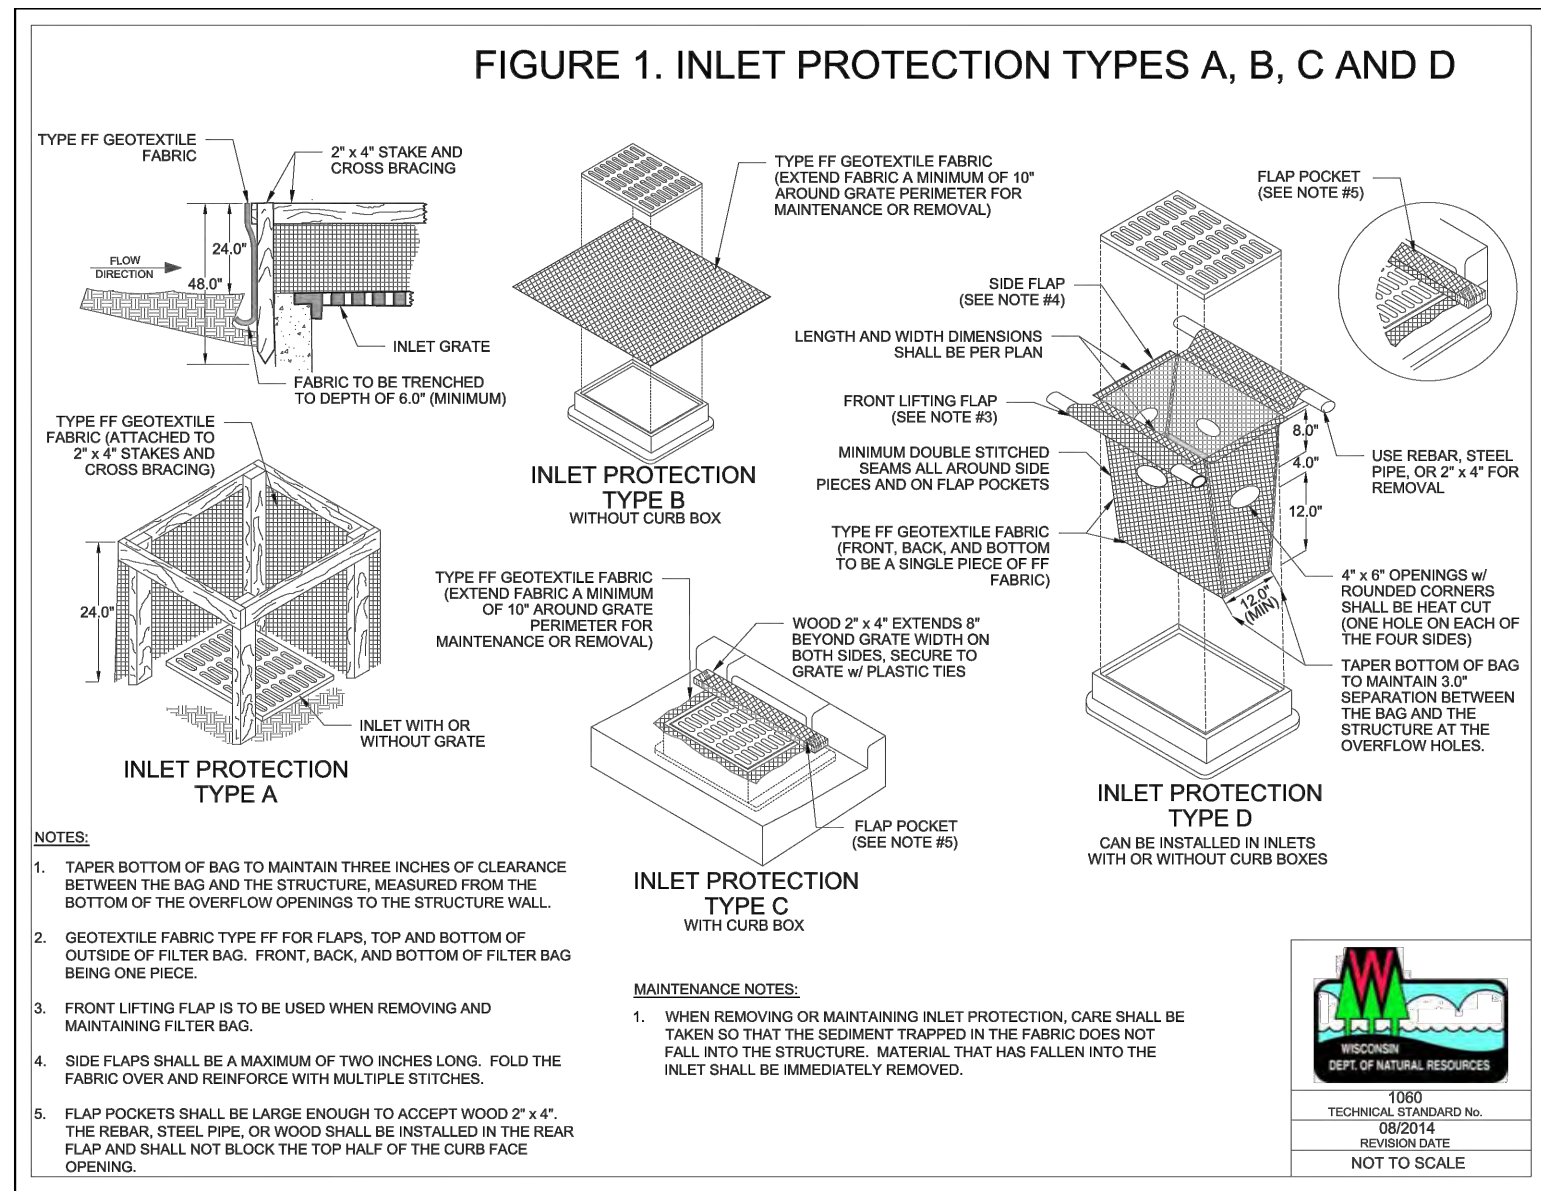 FIGURE 1. INLET PROTECTION TYPES A, B, C AND D
TYPE FF GEOTEXTILE
FABRIC
2" x 4" STAKE AND
CROSS BRACING
24.0"
48.0"
FLOW
DIRECTION
INLET GRATE
FABRIC TO BE TRENCHED
TO DEPTH OF 6.0" (MINIMUM)
TYPE FF GEOTEXTILE
FABRIC (ATTACHED TO
2" x 4" STAKES AND
CROSS BRACING)
24.0"
INLET WITH OR
WITHOUT GRATE
INLET PROTECTION
TYPE A
TYPE FF GEOTEXTILE FABRIC
(EXTEND FABRIC A MINIMUM OF 10"
AROUND GRATE PERIMETER FOR
MAINTENANCE OR REMOVAL)
INLET PROTECTION
TYPE B
WITHOUT CURB BOX
TYPE FF GEOTEXTILE FABRIC
(EXTEND FABRIC A MINIMUM
OF 10" AROUND GRATE
PERIMETER FOR
MAINTENANCE OR REMOVAL)
WOOD 2" x 4" EXTENDS 8"
BEYOND GRATE WIDTH ON
BOTH SIDES, SECURE TO
GRATE w/ PLASTIC TIES
FLAP POCKET
(SEE NOTE #5)
INLET PROTECTION
TYPE C
WITH CURB BOX
FLAP POCKET
(SEE NOTE #5)
SIDE FLAP
(SEE NOTE #4)
LENGTH AND WIDTH DIMENSIONS
SHALL BE PER PLAN
FRONT LIFTING FLAP
(SEE NOTE #3)
MINIMUM DOUBLE STITCHED
SEAMS ALL AROUND SIDE
PIECES AND ON FLAP POCKETS
TYPE FF GEOTEXTILE FABRIC
(FRONT, BACK, AND BOTTOM
TO BE A SINGLE PIECE OF FF
FABRIC)
8.0"
4.0"
12.0"
12.0"
(MIN)
USE REBAR, STEEL
PIPE, OR 2" x 4" FOR
REMOVAL
4" x 6" OPENINGS w/
ROUNDED CORNERS
SHALL BE HEAT CUT
(ONE HOLE ON EACH OF
THE FOUR SIDES)
TAPER BOTTOM OF BAG
TO MAINTAIN 3.0"
SEPARATION BETWEEN
THE BAG AND THE
STRUCTURE AT THE
OVERFLOW HOLES.
INLET PROTECTION
TYPE D
CAN BE INSTALLED IN INLETS
WITH OR WITHOUT CURB BOXES
NOTES:
1. TAPER BOTTOM OF BAG TO MAINTAIN THREE INCHES OF CLEARANCE
BETWEEN THE BAG AND THE STRUCTURE, MEASURED FROM THE
BOTTOM OF THE OVERFLOW OPENINGS TO THE STRUCTURE WALL.
2. GEOTEXTILE FABRIC TYPE FF FOR FLAPS, TOP AND BOTTOM OF
OUTSIDE OF FILTER BAG. FRONT, BACK, AND BOTTOM OF FILTER BAG
BEING ONE PIECE.
3. FRONT LIFTING FLAP IS TO BE USED WHEN REMOVING AND
MAINTAINING FILTER BAG.
4. SIDE FLAPS SHALL BE A MAXIMUM OF TWO INCHES LONG. FOLD THE
FABRIC OVER AND REINFORCE WITH MULTIPLE STITCHES.
5. FLAP POCKETS SHALL BE LARGE ENOUGH TO ACCEPT WOOD 2" x 4".
THE REBAR, STEEL PIPE, OR WOOD SHALL BE INSTALLED IN THE REAR
FLAP AND SHALL NOT BLOCK THE TOP HALF OF THE CURB FACE
OPENING.
MAINTENANCE NOTES:
1. WHEN REMOVING OR MAINTAINING INLET PROTECTION, CARE SHALL BE
TAKEN SO THAT THE SEDIMENT TRAPPED IN THE FABRIC DOES NOT
FALL INTO THE STRUCTURE. MATERIAL THAT HAS FALLEN INTO THE
INLET SHALL BE IMMEDIATELY REMOVED.
W
WISCONSIN
DEPT. OF NATURAL RESOURCES
1060
TECHNICAL STANDARD No.
08/2014
REVISION DATE
NOT TO SCALE